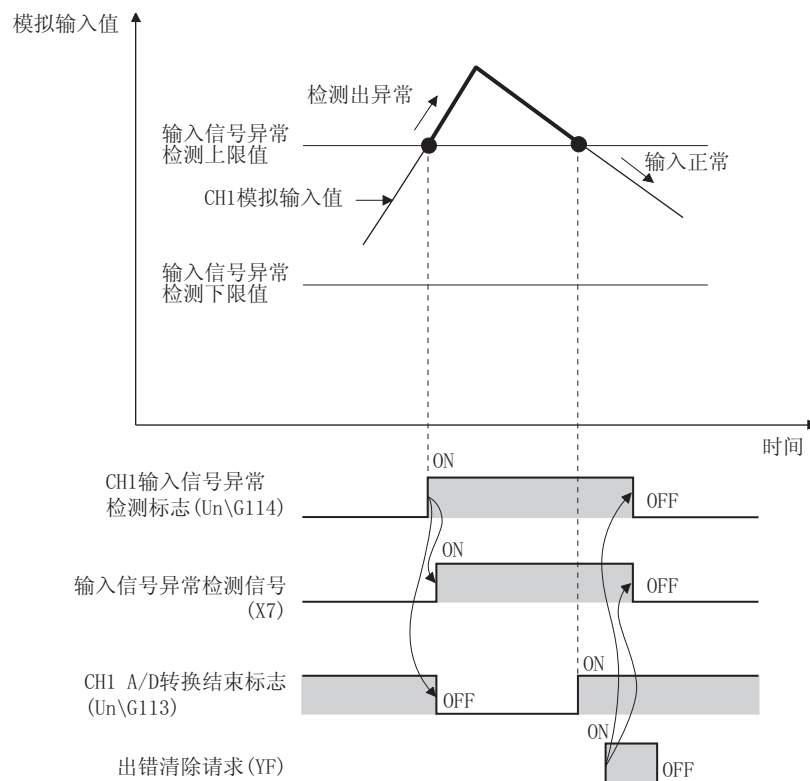 模拟输入值
检测出异常
输入信号异常
检测上限值
输入正常
CH1模拟输入值
输入信号异常
检测下限值
时间
ON
CH1输入信号异常
检测标志(Un\G114)
OFF
ON
输入信号异常检测信号
(X7)
OFF
ON
CH1 A/D转换结束标志
(Un\G113)
OFF
ON
出错清除请求(YF)
OFF